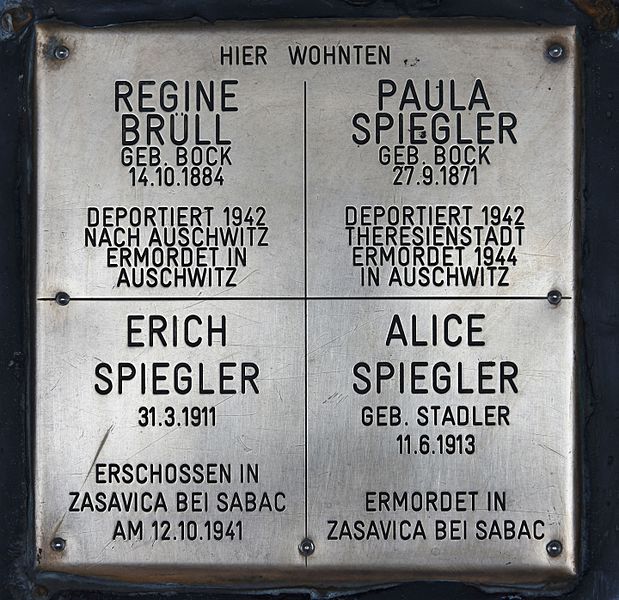 HIER WOHNTEN
REGINE
BRÜLL
GEB. BOCK
14.10.1884
DEPORTIERT 1942
NACH AUSCHWITZ
ERMORDET IN
AUSCHWITZ
PAULA
SPIEGLER
GEB. BOCK
27.9.1871
DEPORTIERT 1942
THERESIENSTADT
ERMORDET 1944
IN AUSCHWITZ
ERICH
SPIEGLER
31.3.1911
ERSCHOSSEN IN
ZASAVICA BEI SABAC
AM 12.10.1941
ALICE
SPIEGLER
GEB. STADLER
11.6.1913
ERMORDET IN
ZASAVICA BEI SABAC